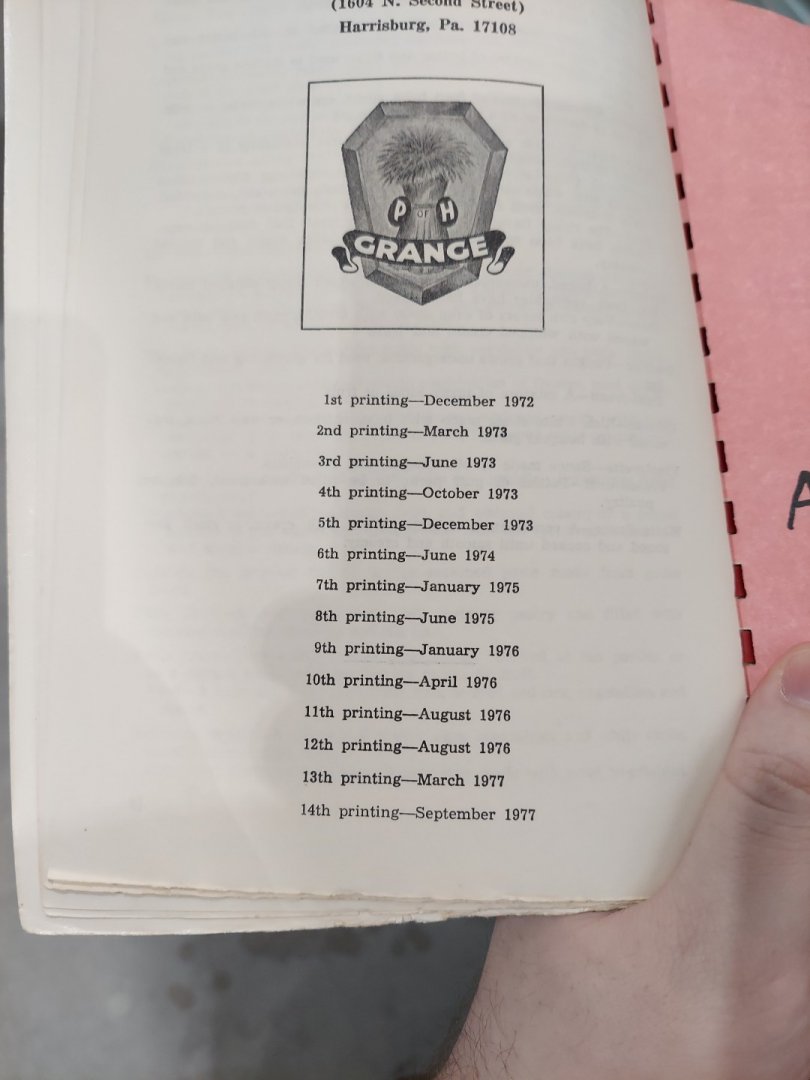 (1604 N. Second Street)
Harrisburg, Pa. 17108
P OF H
GRANGE
1st printing—December 1972
2nd printing—March 1973
3rd printing—June 1973
4th printing—October 1973
5th printing—December 1973
6th printing—June 1974
7th printing—January 1975
8th printing—June 1975
9th printing—January 1976
10th printing—April 1976
11th printing—August 1976
12th printing—August 1976
13th printing—March 1977
14th printing—September 1977
A